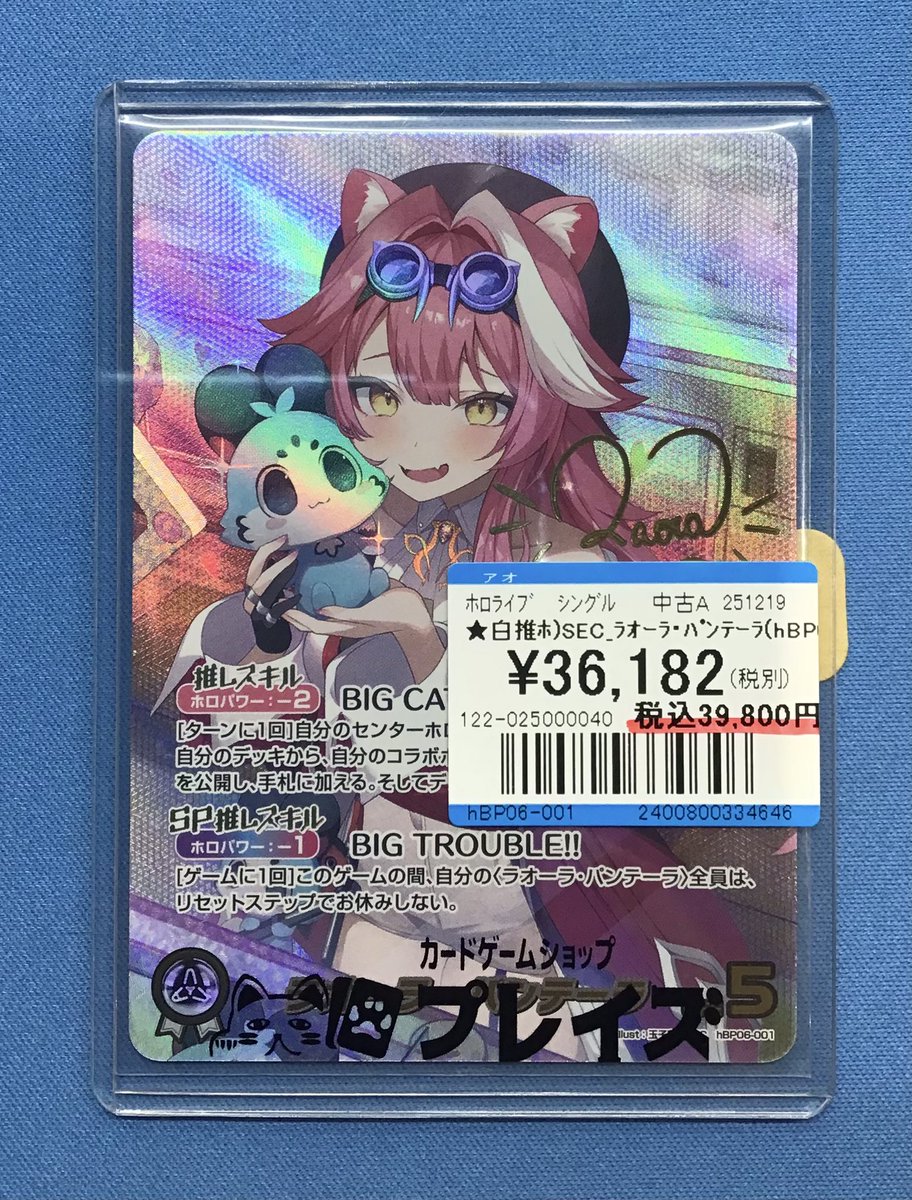 Raora
アオ
ホロライブ シングル 中古A 251219
★白推ホ)SEC_ラオーラ・パンテーラ(hBP
¥36,182(税別)
122-025000040 税込39,800円
hBP06-001 2400800334646
推しスキル
ホロパワー:-2 BIG CAT
[ターンに1回]自分のセンターホロ
自分のデッキから、自分のコラボホ
を公開し、手札に加える。そしてデ
SP推しスキル
ホロパワー:-1 BIG TROUBLE!!
[ゲームに1回]このゲームの間、自分の〈ラオーラ・パンテーラ〉全員は、
リセットステップでお休みしない。
カードゲームショップ
プレイズ
5
hBP06-001